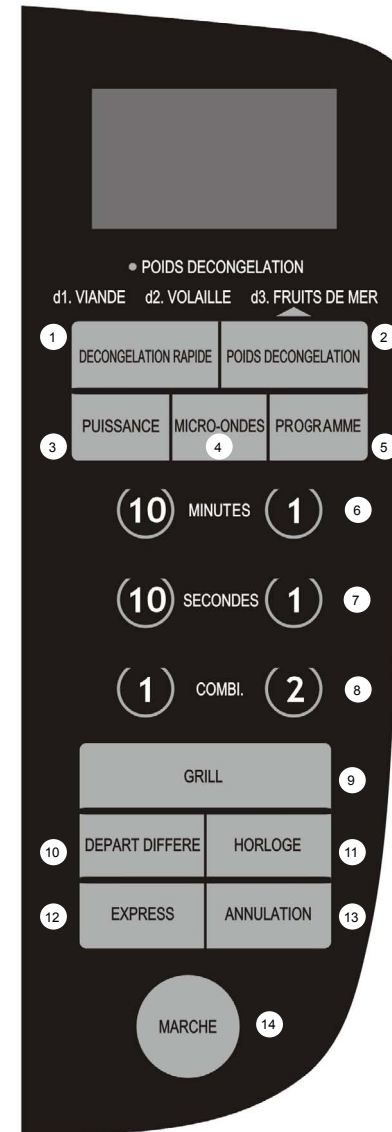 POIDS DECONGELATION
d1. VIANDE d2. VOLAILLE d3. FRUITS DE MER
1 2
DECONGELATION RAPIDE POIDS DECONGELATION
PUISSANCE MICRO-ONDES PROGRAMME
3 4 5
10 MINUTES 1 6
10 SECONDES 1 7
1 COMBI. 2 8
GRILL 9
10 DEPART DIFFERE HORLOGE 11
12 EXPRESS ANNULATION 13
MARCHE 14